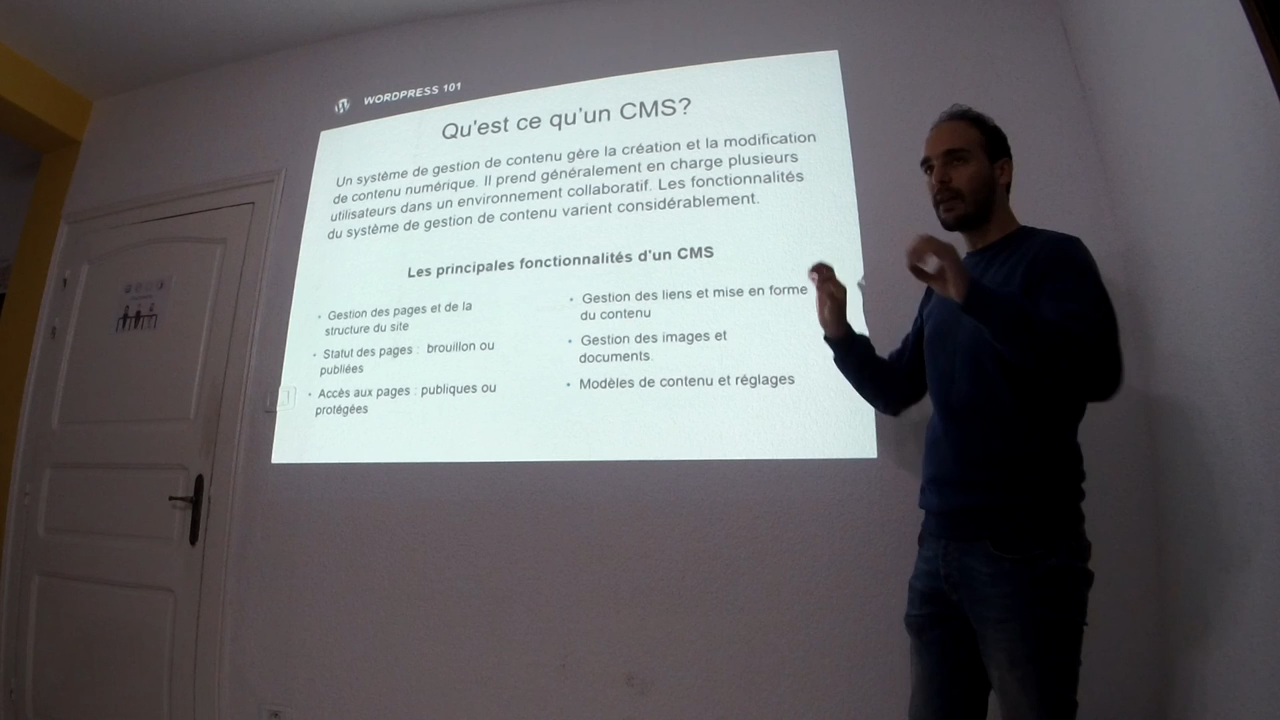 WORDPRESS 101
Qu'est ce qu'un CMS?
Un système de gestion de contenu gère la création et la modification
de contenu numérique. Il prend généralement en charge plusieurs
utilisateurs dans un environnement collaboratif. Les fonctionnalités
du système de gestion de contenu varient considérablement.
Les principales fonctionnalités d'un CMS
• Gestion des pages et de la
structure du site
• Statut des pages : brouillon ou
publiées
• Accès aux pages : publiques ou
protégées
• Gestion des liens et mise en forme
du contenu
• Gestion des images et
documents.
• Modèles de contenu et réglages